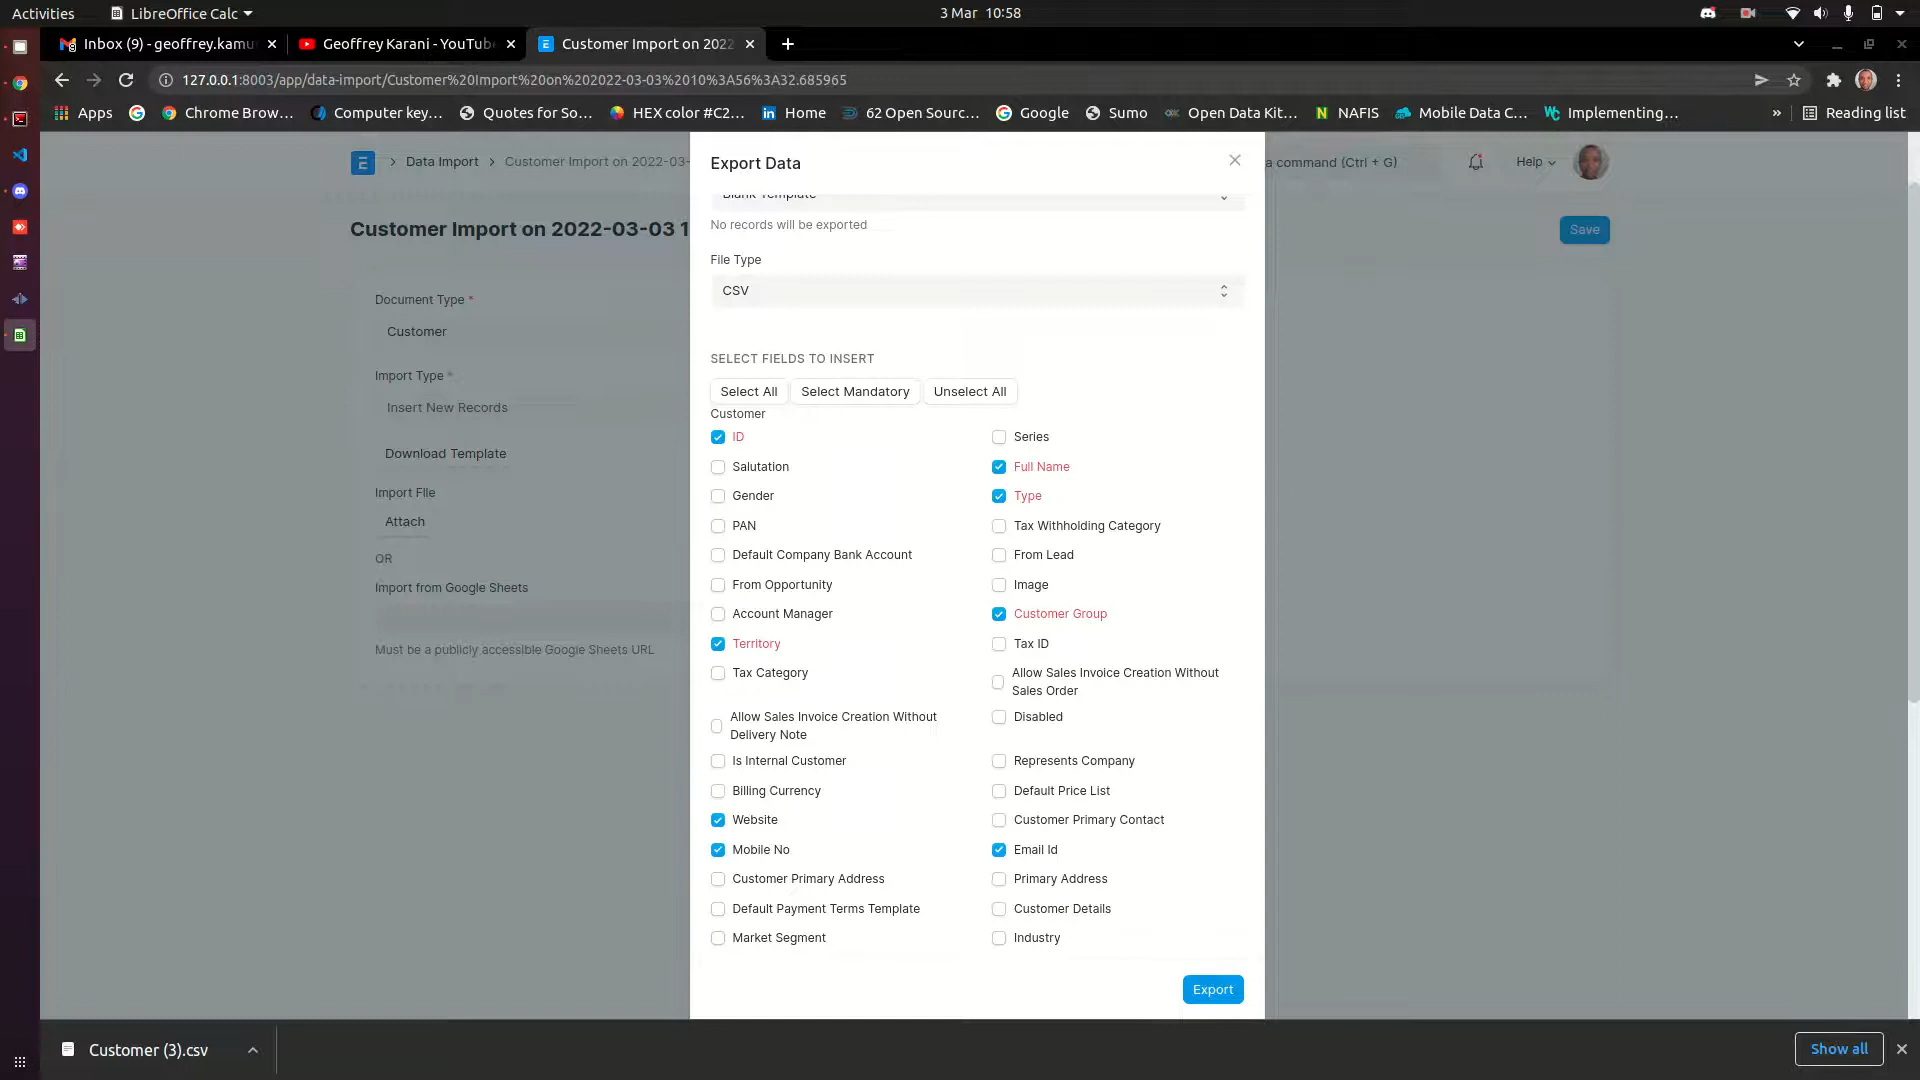 Activities
LibreOffice Calc
3 Mar 10:58
Inbox (9) - geoffrey.kamu
Geoffrey Karani - YouTube
Customer Import on 2022
127.0.0.1:8003/app/data-import/Customer%20Import%20on%202022-03-03%2010%3A56%3A32.685965
Apps
Chrome Brow...
Computer key...
Quotes for So...
HEX color #C2...
Home
62 Open Sourc...
Google
Sumo
Open Data Kit...
NAFIS
Mobile Data C...
Implementing...
»
Reading list
Data Import
Customer Import on 2022-03-
a command (Ctrl + G)
Help
Customer Import on 2022-03-03 1
Save
Document Type *
Customer
Import Type *
Insert New Records
Download Template
Import File
Attach
OR
Import from Google Sheets
Must be a publicly accessible Google Sheets URL
Export Data
Blank Template
No records will be exported
File Type
CSV
SELECT FIELDS TO INSERT
Select All
Select Mandatory
Unselect All
Customer
ID
Series
Salutation
Full Name
Gender
Type
PAN
Tax Withholding Category
Default Company Bank Account
From Lead
From Opportunity
Image
Account Manager
Customer Group
Territory
Tax ID
Tax Category
Allow Sales Invoice Creation Without
Sales Order
Allow Sales Invoice Creation Without
Delivery Note
Disabled
Is Internal Customer
Represents Company
Billing Currency
Default Price List
Website
Customer Primary Contact
Mobile No
Email Id
Customer Primary Address
Primary Address
Default Payment Terms Template
Customer Details
Market Segment
Industry
Export
Customer (3).csv
Show all